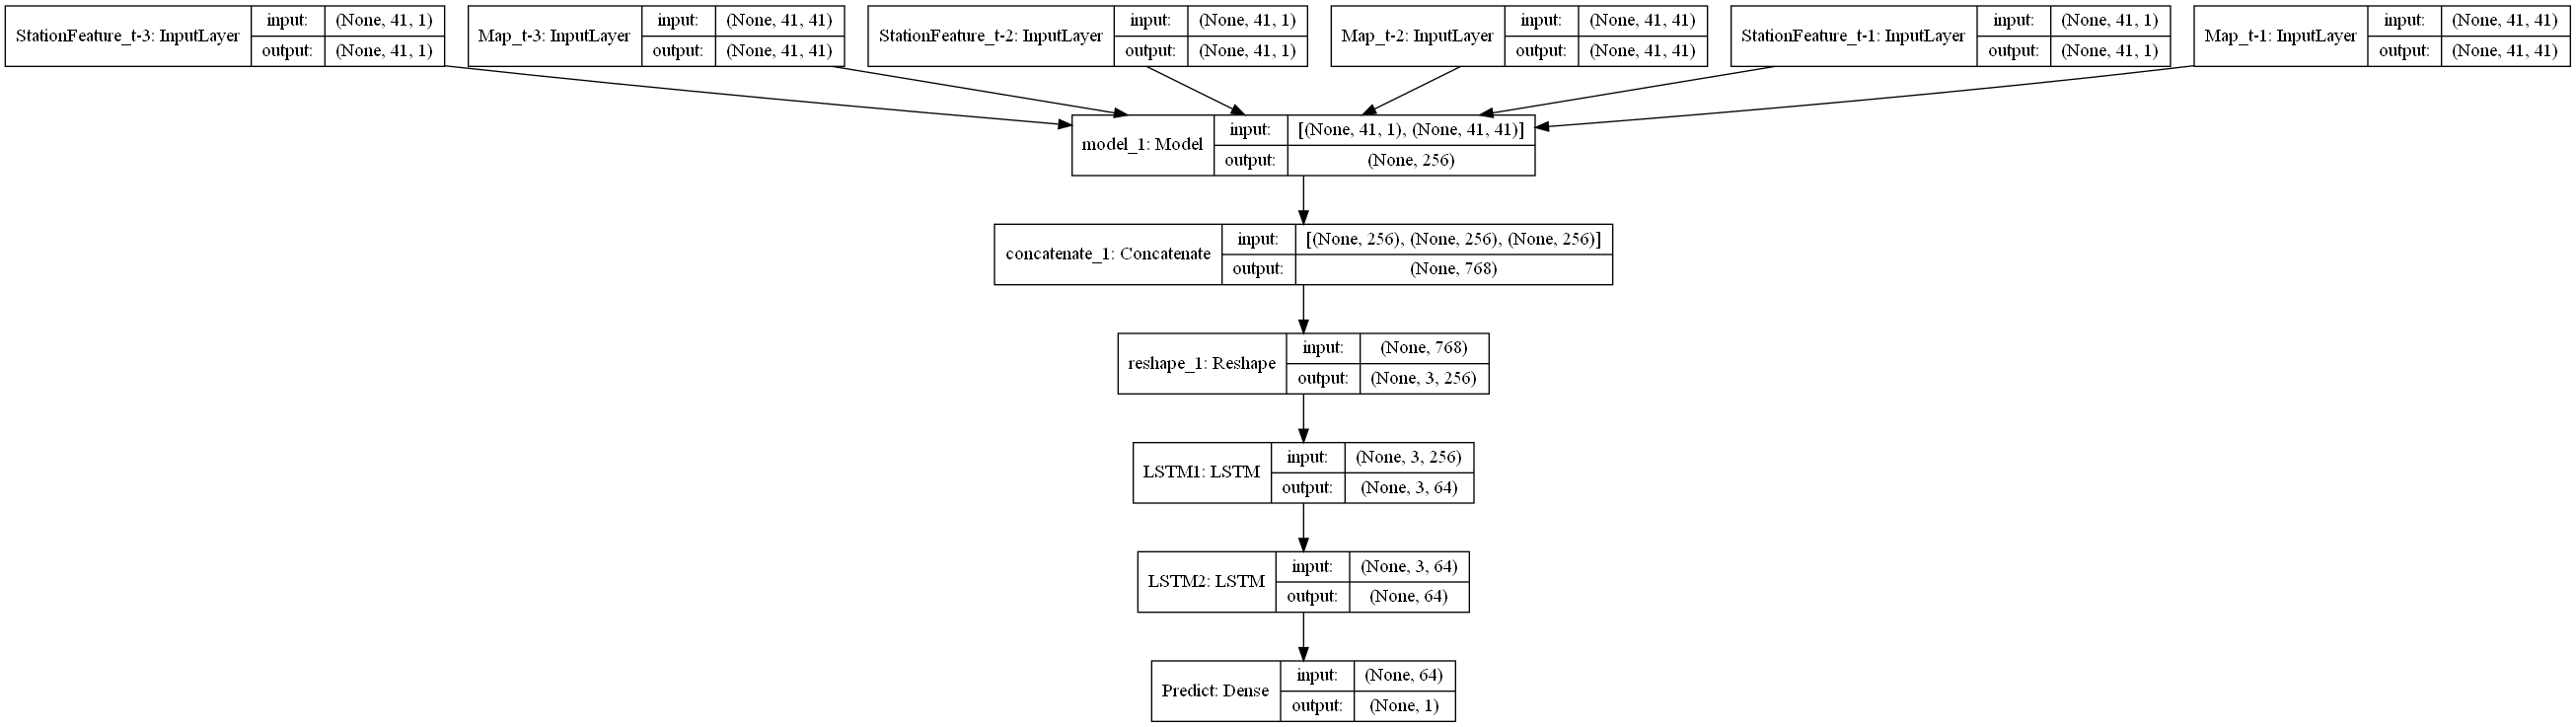 StationFeature_t-3: InputLayer input: (None, 41, 1)
output: (None, 41, 1)
Map_t-3: InputLayer input: (None, 41, 41)
output: (None, 41, 41)
StationFeature_t-2: InputLayer input: (None, 41, 1)
output: (None, 41, 1)
Map_t-2: InputLayer input: (None, 41, 41)
output: (None, 41, 41)
StationFeature_t-1: InputLayer input: (None, 41, 1)
output: (None, 41, 1)
Map_t-1: InputLayer input: (None, 41, 41)
output: (None, 41, 41)
model_1: Model input: [(None, 41, 1), (None, 41, 41)]
output: (None, 256)
concatenate_1: Concatenate input: [(None, 256), (None, 256), (None, 256)]
output: (None, 768)
reshape_1: Reshape input: (None, 768)
output: (None, 3, 256)
LSTM1: LSTM input: (None, 3, 256)
output: (None, 3, 64)
LSTM2: LSTM input: (None, 3, 64)
output: (None, 64)
Predict: Dense input: (None, 64)
output: (None, 1)